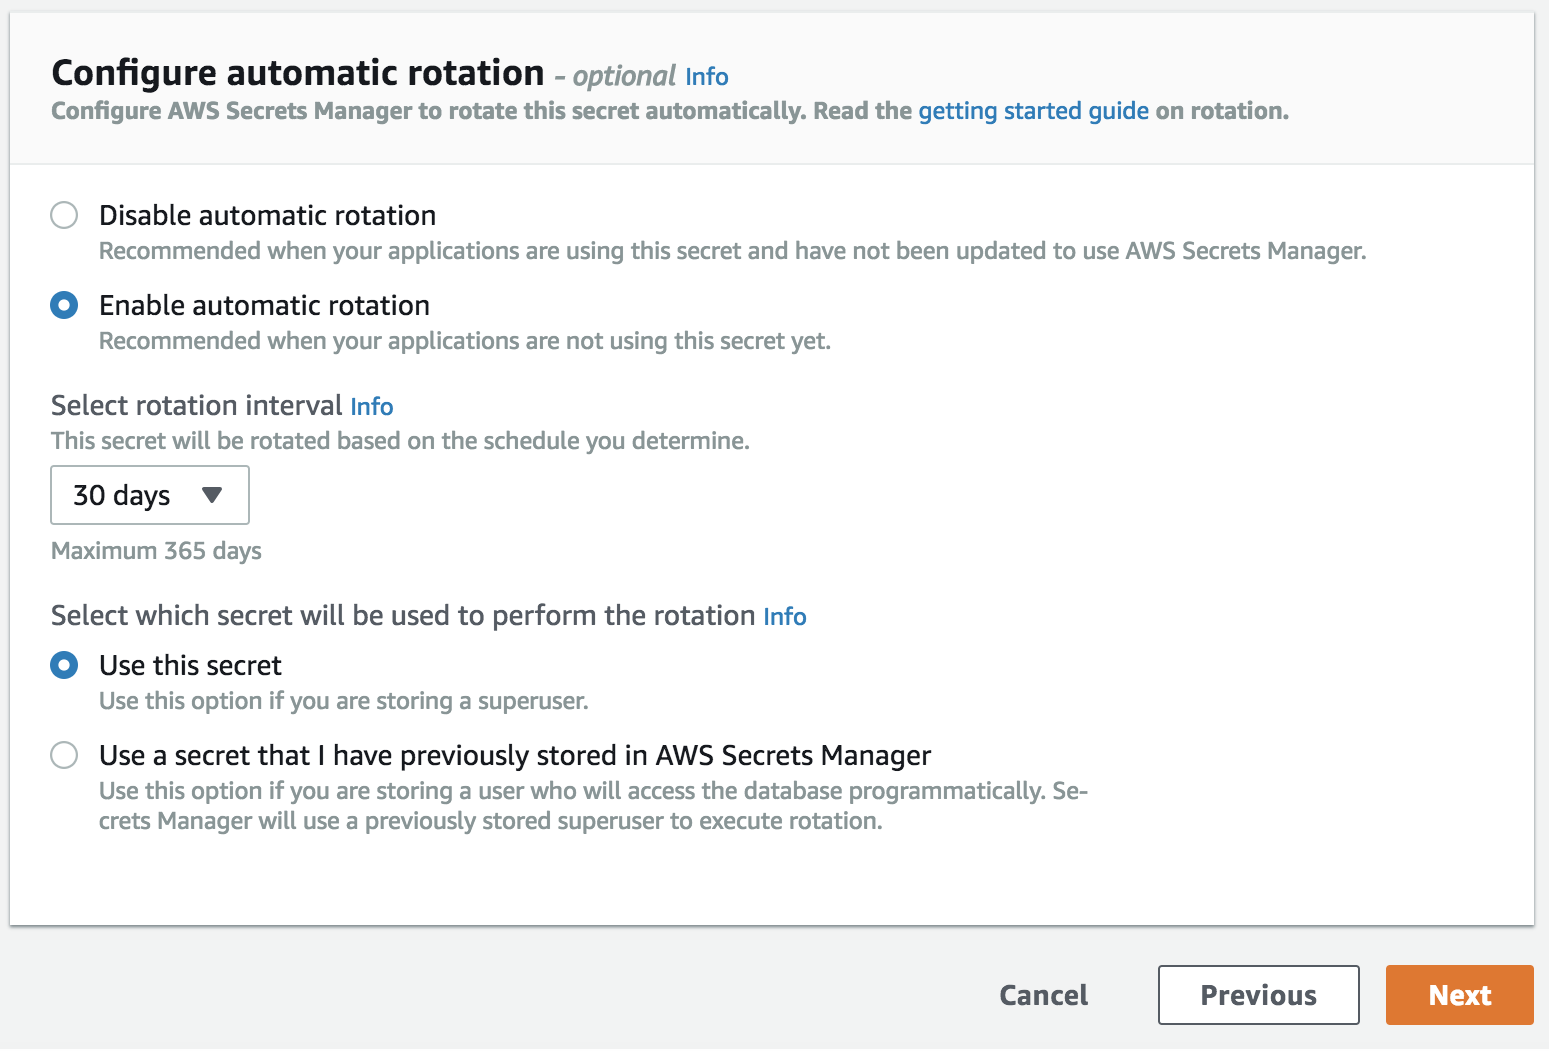 Configure automatic rotation - optional Info
Configure AWS Secrets Manager to rotate this secret automatically. Read the getting started guide on rotation.
Disable automatic rotation
Recommended when your applications are using this secret and have not been updated to use AWS Secrets Manager.
Enable automatic rotation
Recommended when your applications are not using this secret yet.
Select rotation interval Info
This secret will be rotated based on the schedule you determine.
30 days
Maximum 365 days
Select which secret will be used to perform the rotation Info
Use this secret
Use this option if you are storing a superuser.
Use a secret that I have previously stored in AWS Secrets Manager
Use this option if you are storing a user who will access the database programmatically. Se-
crets Manager will use a previously stored superuser to execute rotation.
Cancel Previous Next